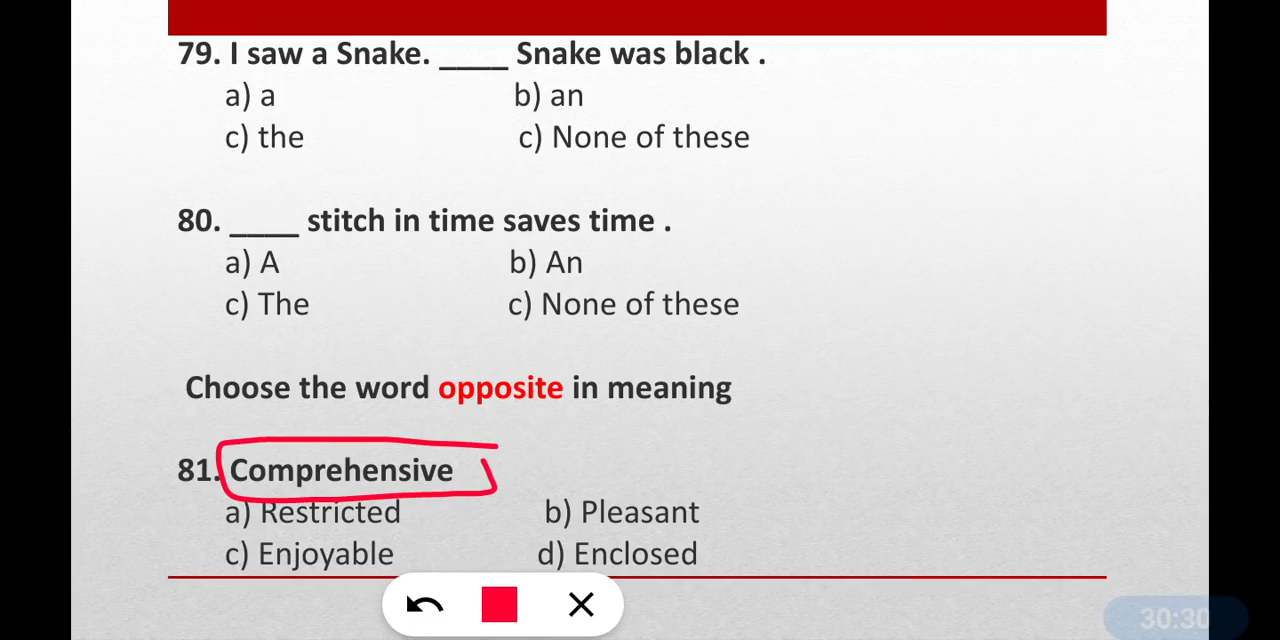 79. I saw a Snake. ____ Snake was black .
a) a b) an
c) the c) None of these
80. ____ stitch in time saves time .
a) A b) An
c) The c) None of these
Choose the word opposite in meaning
81. Comprehensive
a) Restricted b) Pleasant
c) Enjoyable d) Enclosed
30:30